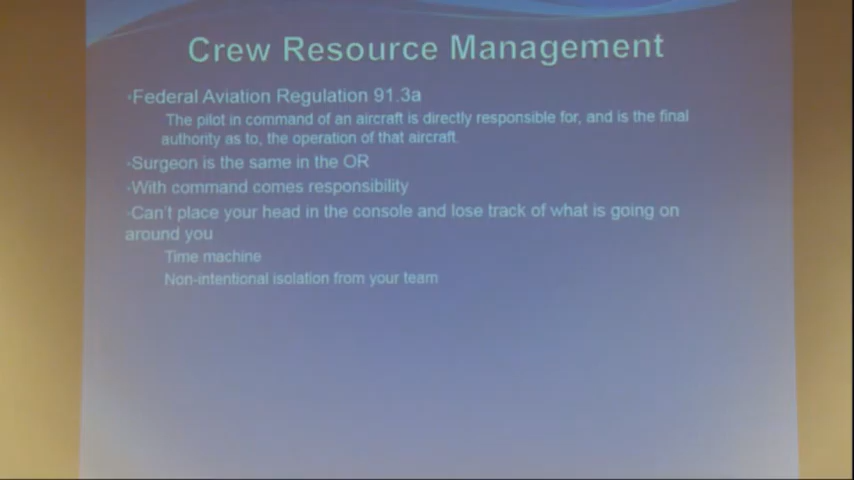 Crew Resource Management
•Federal Aviation Regulation 91.3a
The pilot in command of an aircraft is directly responsible for, and is the final
authority as to, the operation of that aircraft.
•Surgeon is the same in the OR
•With command comes responsibility
•Can't place your head in the console and lose track of what is going on
around you
Time machine
Non-intentional isolation from your team